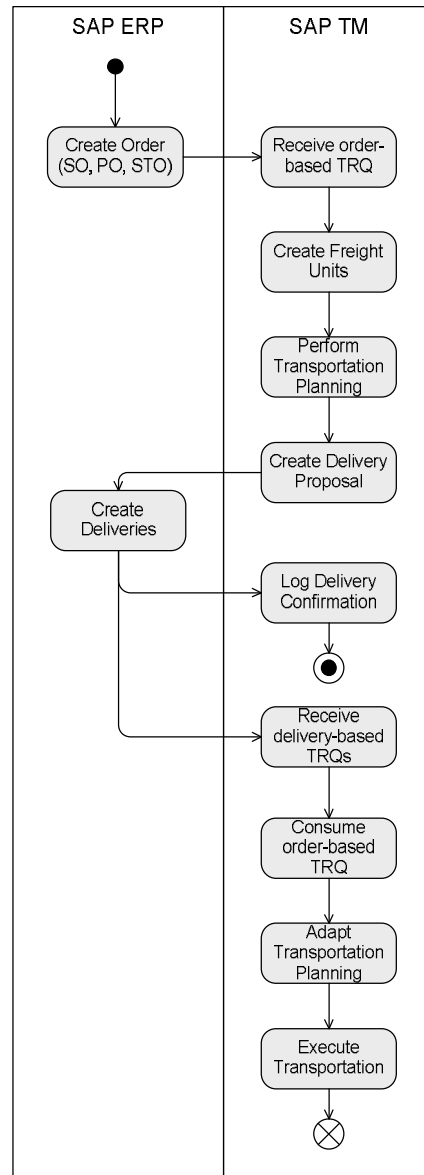 SAP ERP
SAP TM
Create Order
(SO, PO, STO)
Receive order-
based TRQ
Create Freight
Units
Perform
Transportation
Planning
Create Delivery
Proposal
Create
Deliveries
Log Delivery
Confirmation
Receive
delivery-based
TRQs
Consume
order-based
TRQ
Adapt
Transportation
Planning
Execute
Transportation